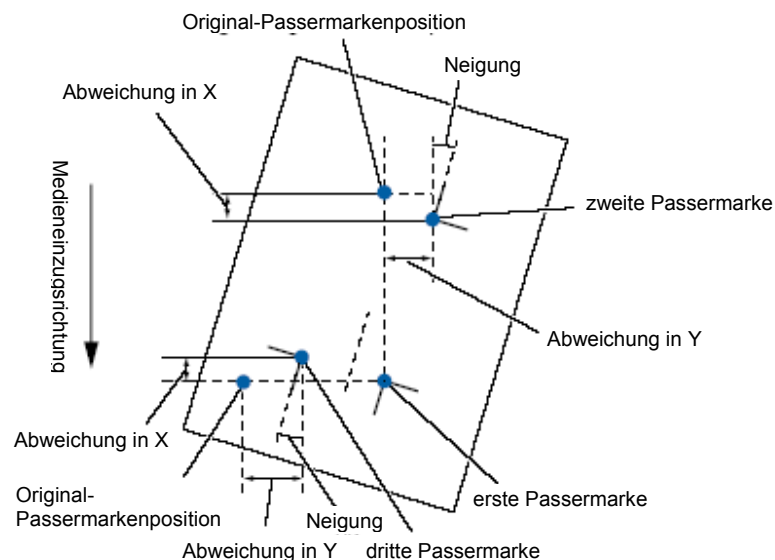 Original-Passermarkenposition
Neigung
Abweichung in X
Medieneinzugsrichtung
zweite Passermarke
Abweichung in Y
Abweichung in X
Original-
Passermarkenposition
erste Passermarke
Neigung
Abweichung in Y
dritte Passermarke